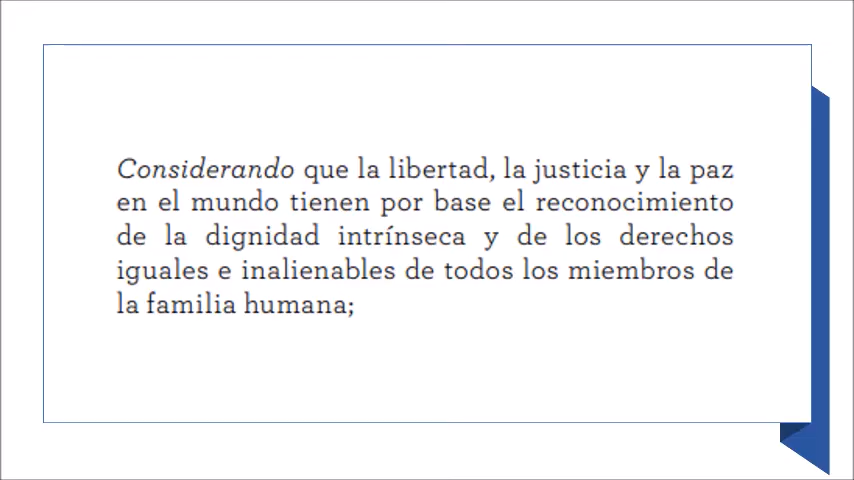 Considerando que la libertad, la justicia y la paz
en el mundo tienen por base el reconocimiento
de la dignidad intrínseca y de los derechos
iguales e inalienables de todos los miembros de
la familia humana;